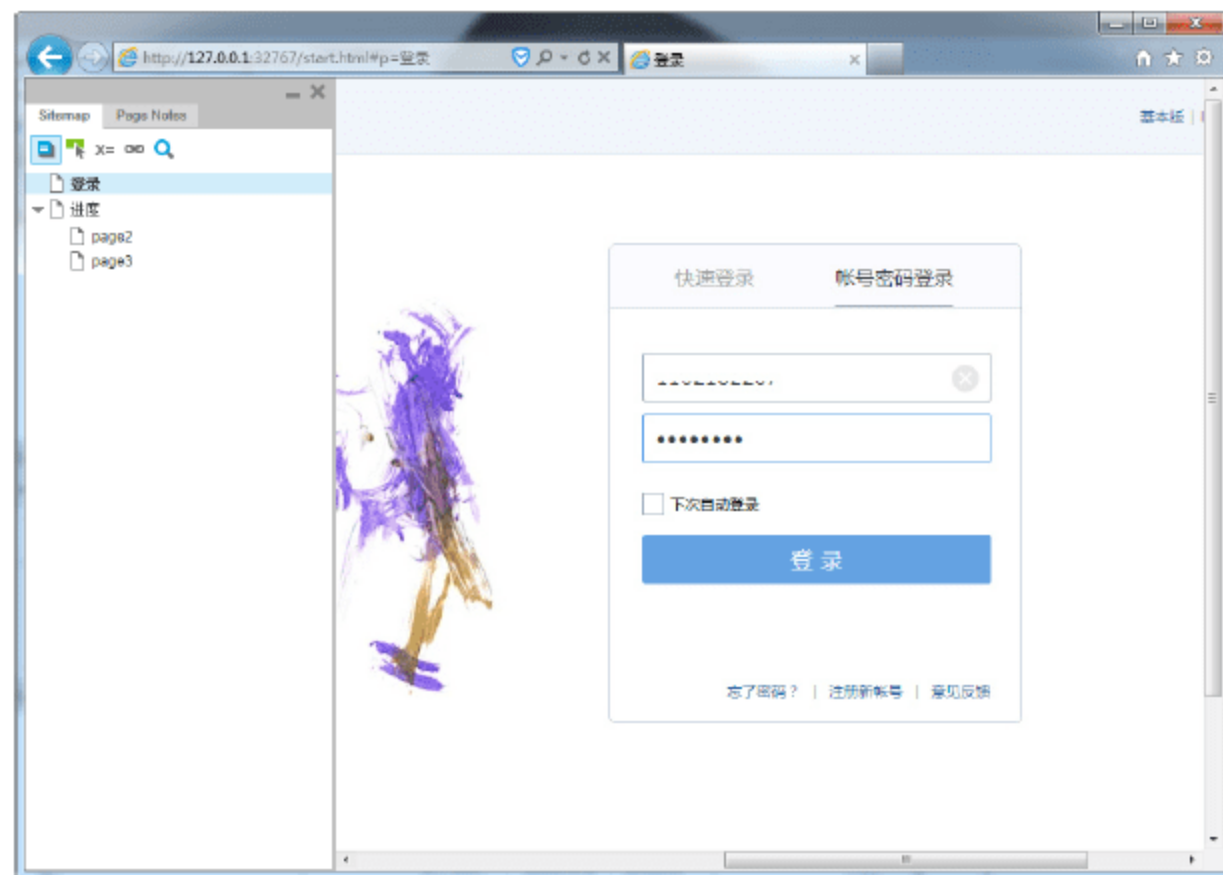 http://127.0.0.1:32767/start.html#p=登录
登录
Sitemap
Page Notes
基本版 |
X=
登录
进度
page2
page3
快速登录
帐号密码登录
••••••••
下次自动登录
登 录
忘了密码？ | 注册新帐号 | 意见反馈